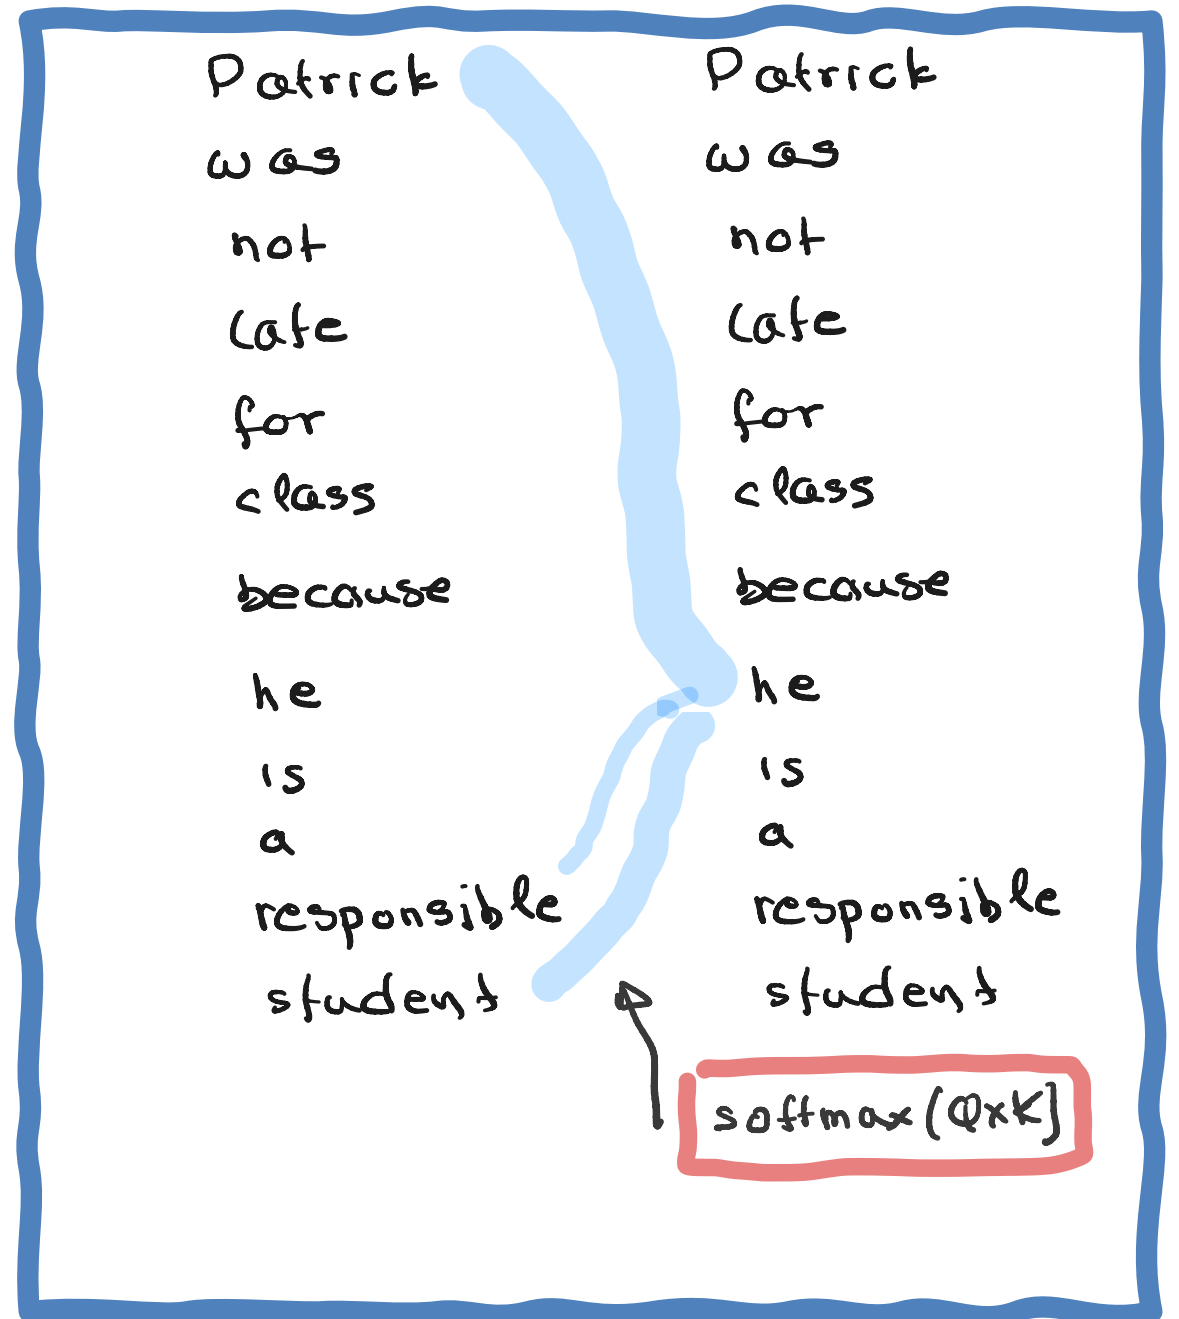 Patrick Patrick
was was
not not
late late
for for
class class
because because
he he
is is
a a
responsible responsible
student student
softmax (QxK]